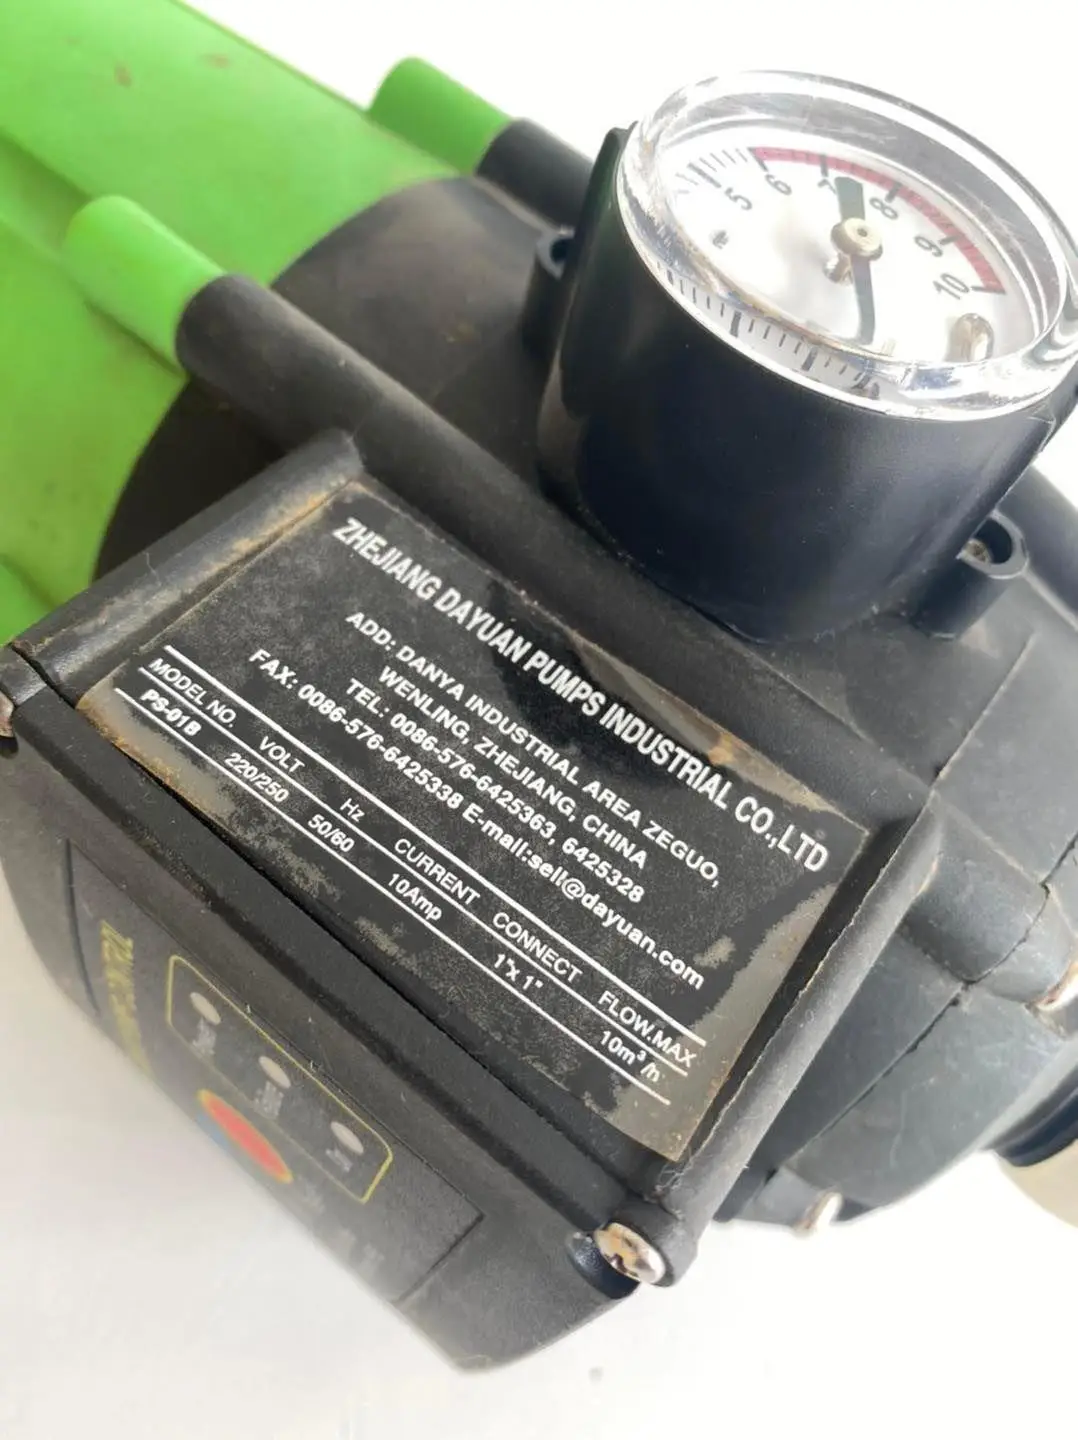 5
6
7
8
9
10
ZHEJIANG DAYUAN PUMPS INDUSTRIAL CO.,LTD
ADD: DANYA INDUSTRIAL AREA ZEGUO,
WENLING, ZHEJIANG, CHINA
TEL: 0086-576-6425363, 6425328
FAX: 0086-576-6425338 E-mail:sell@dayuan.com
MODEL NO. VOLT Hz CURRENT CONNECT FLOW.MAX
PS-01B 220/250 50/60 10Amp 1"x 1" 10m³/h